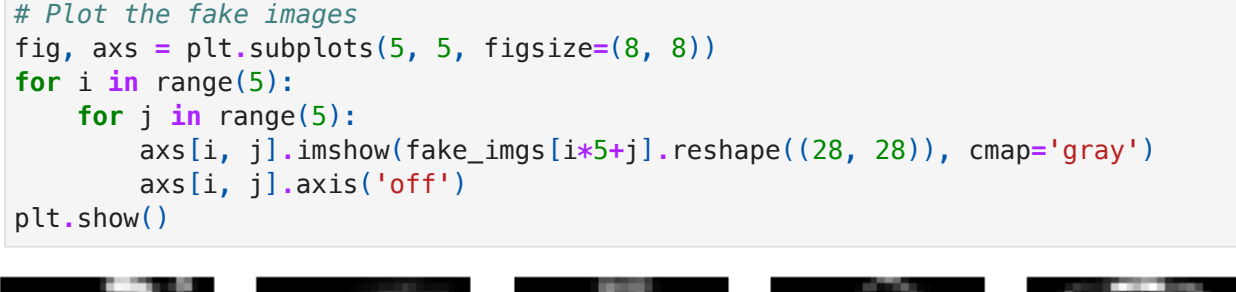 # Plot the fake images
fig, axs = plt.subplots(5, 5, figsize=(8, 8))
for i in range(5):
    for j in range(5):
        axs[i, j].imshow(fake_imgs[i*5+j].reshape((28, 28)), cmap='gray')
        axs[i, j].axis('off')
plt.show()